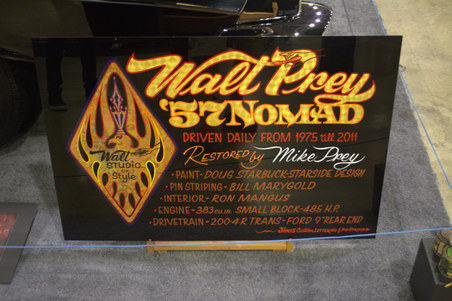 Walt Prey
'57 NOMAD
DRIVEN DAILY FROM 1975 till 2011
RESTORED by Mike Prey
Walt
STUDIO
Style
• PAINT - DOUG STARBUCK - STARSIDE DESIGN
• PIN STRIPING - BILL MARYGOLD
INTERIOR - RON MANGUS
• ENGINE - 383 cu.in. SMALL BLOCK - 485 H.P.
• DRIVETRAIN - 200-4R TRANS - FORD 9" REAR END